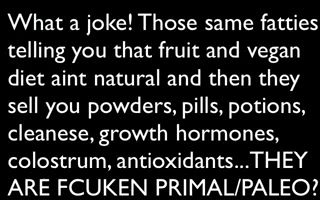 What a joke! Those same fatties
telling you that fruit and vegan
diet aint natural and then they
sell you powders, pills, potions,
cleanese, growth hormones,
colostrum, antioxidants...THEY
ARE FCUKEN PRIMAL/PALEO?